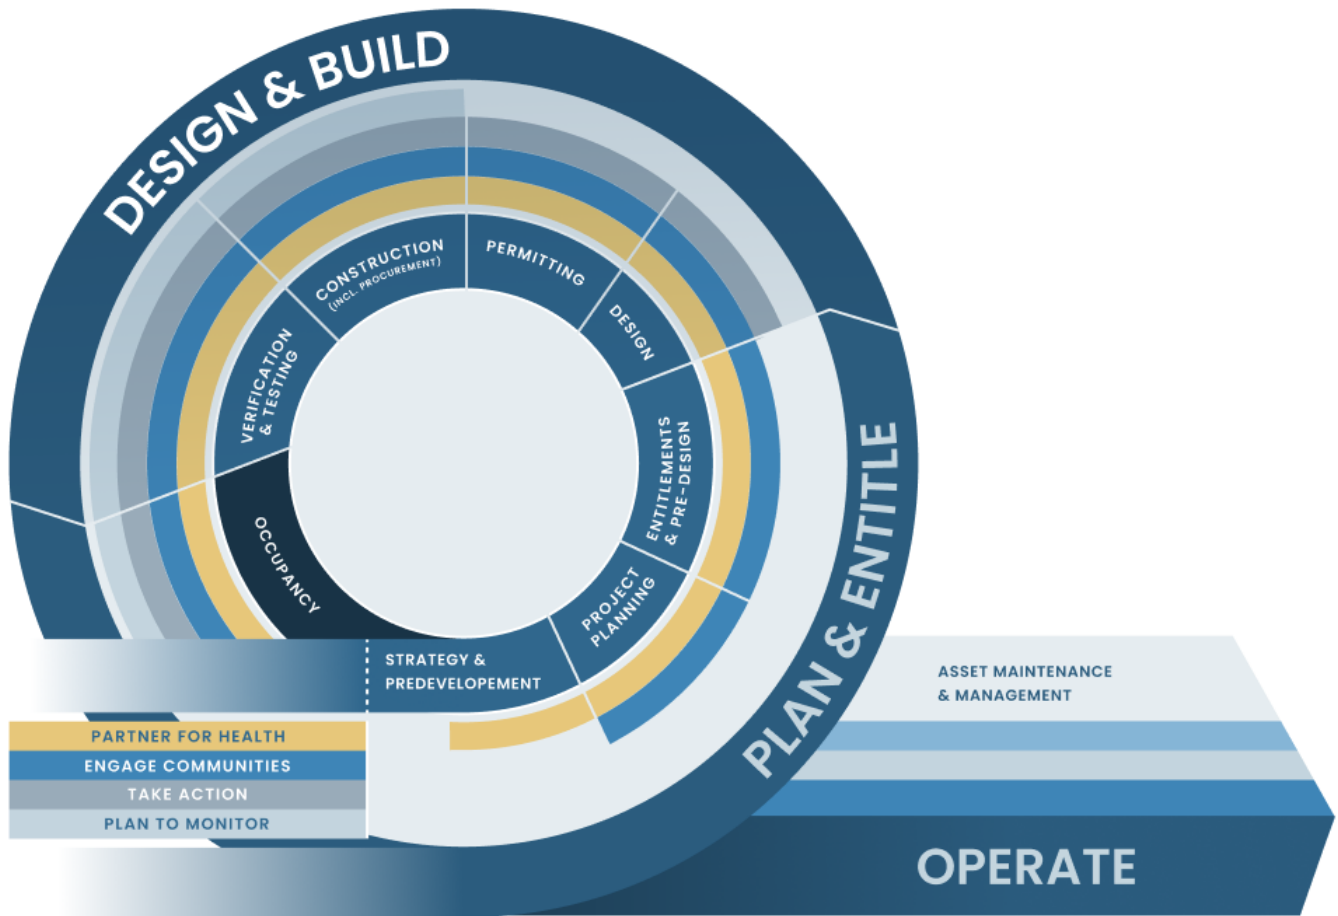 DESIGN & BUILD
CONSTRUCTION
(INCL. PROCUREMENT)
PERMITTING
DESIGN
VERIFICATION
& TESTING
ENTITLEMENTS
& PRE-DESIGN
OCCUPANCY
PROJECT
PLANNING
STRATEGY &
PREDEVELOPEMENT
PLAN & ENTITLE
ASSET MAINTENANCE
& MANAGEMENT
PARTNER FOR HEALTH
ENGAGE COMMUNITIES
TAKE ACTION
PLAN TO MONITOR
OPERATE